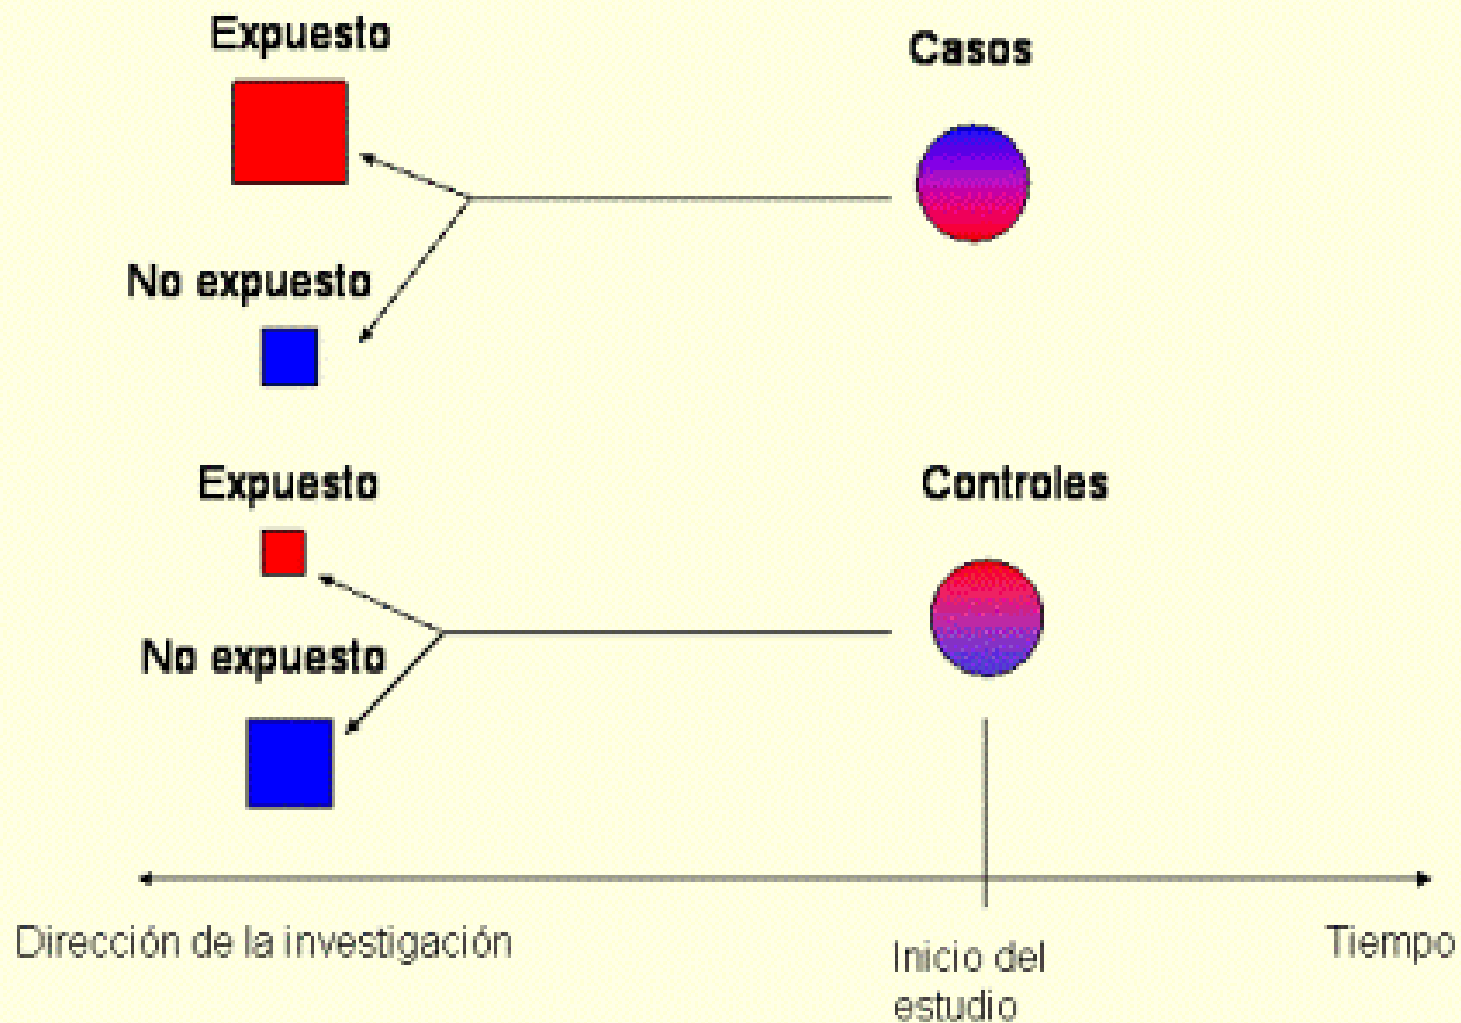 Expuesto
Casos
No expuesto
Expuesto
Controles
No expuesto
Dirección de la investigación
Inicio del
estudio
Tiempo